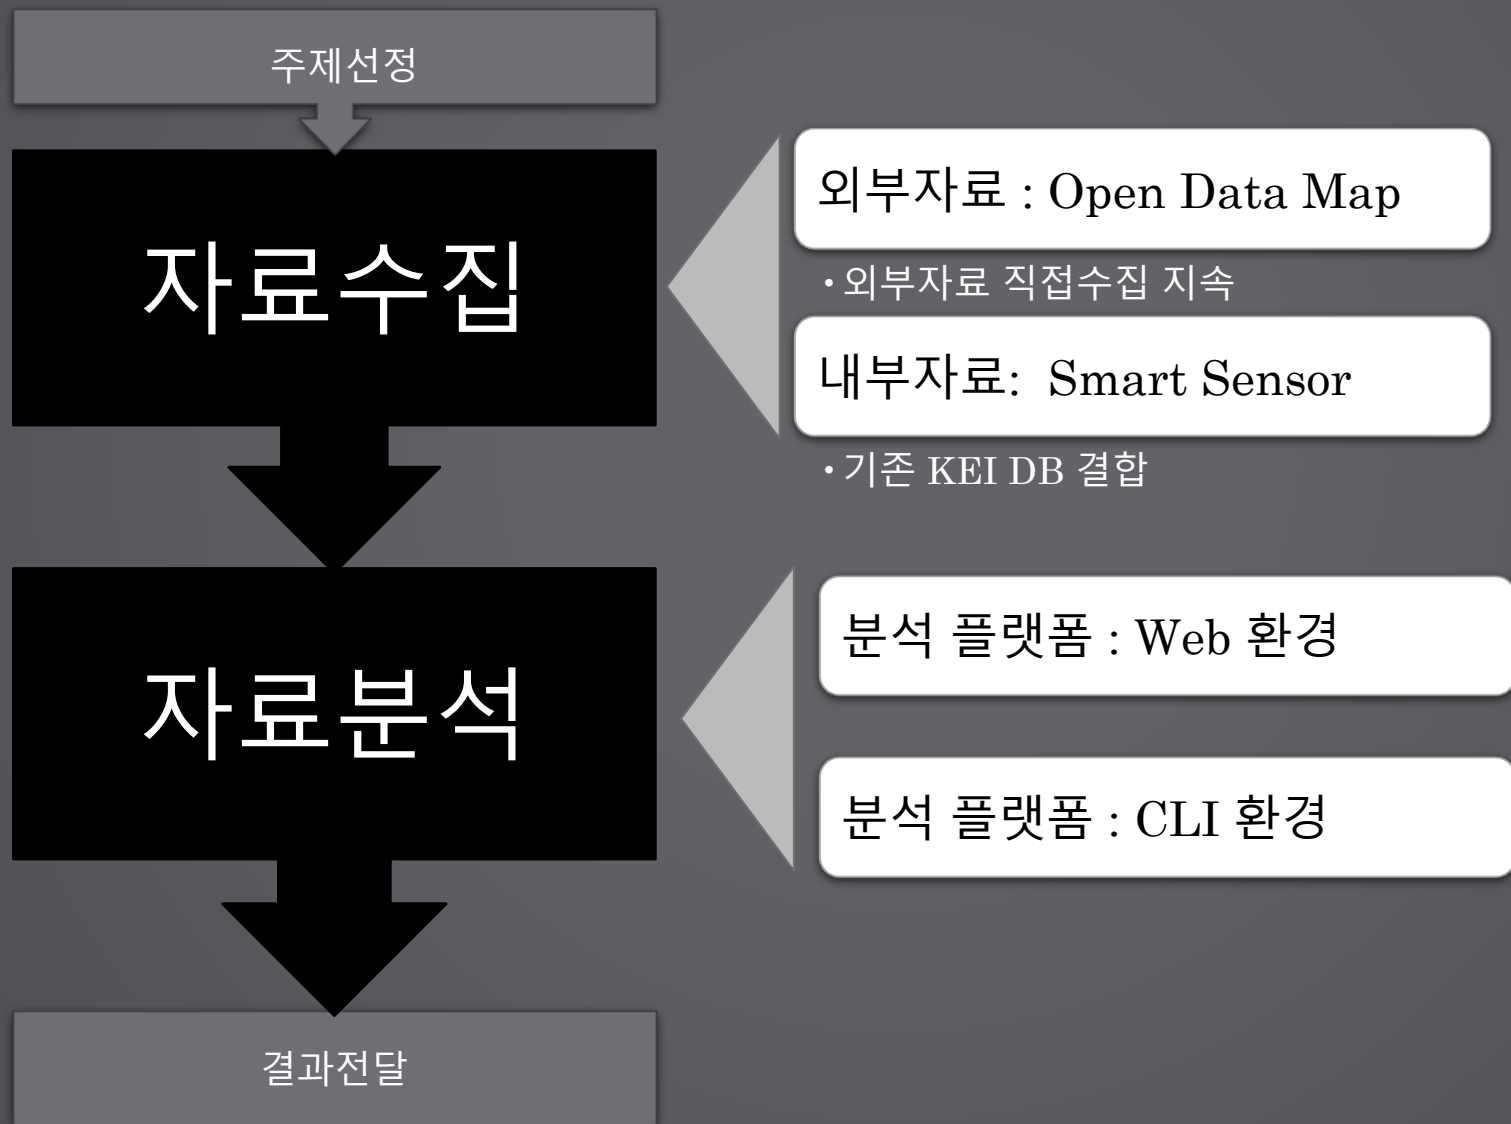 주제선정
자료수집
외부자료 : Open Data Map
• 외부자료 직접수집 지속
내부자료:  Smart Sensor
• 기존 KEI DB 결합
자료분석
분석 플랫폼 : Web 환경
분석 플랫폼 : CLI 환경
결과전달